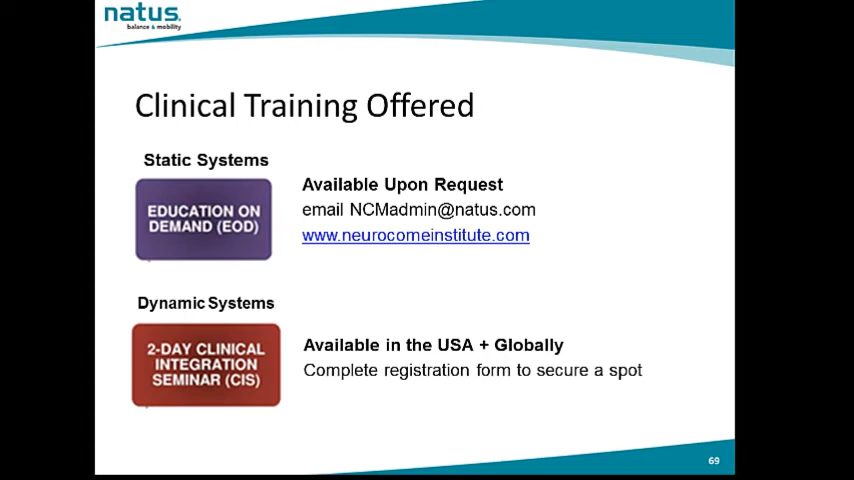 natus.
balance & mobility
Clinical Training Offered
Static Systems
EDUCATION ON
DEMAND (EOD)
Available Upon Request
email NCMadmin@natus.com
www.neurocomeinstitute.com
Dynamic Systems
2-DAY CLINICAL
INTEGRATION
SEMINAR (CIS)
Available in the USA + Globally
Complete registration form to secure a spot
69